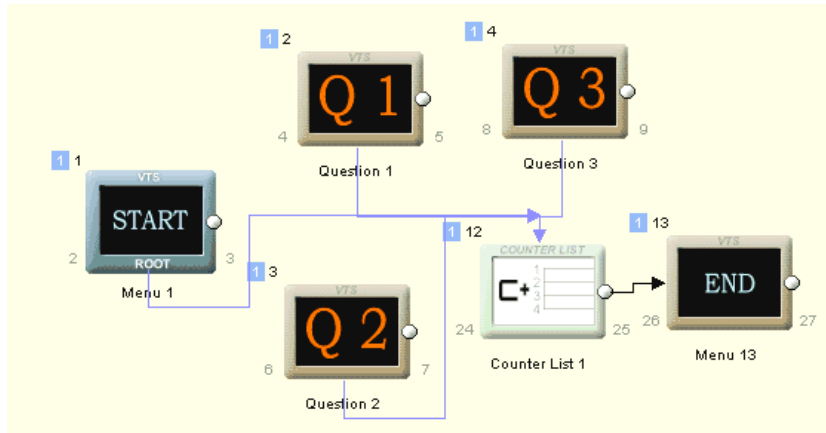 1 2
VTS
Q 1
4 5
Question 1
1 4
VTS
Q 3
8 9
Question 3
1 1
VTS
START
ROOT
2 3
Menu 1
1 3
VTS
Q 2
6 7
Question 2
1 12
COUNTER LIST
C+
1
2
3
4
24 25
Counter List 1
1 13
VTS
END
26 27
Menu 13